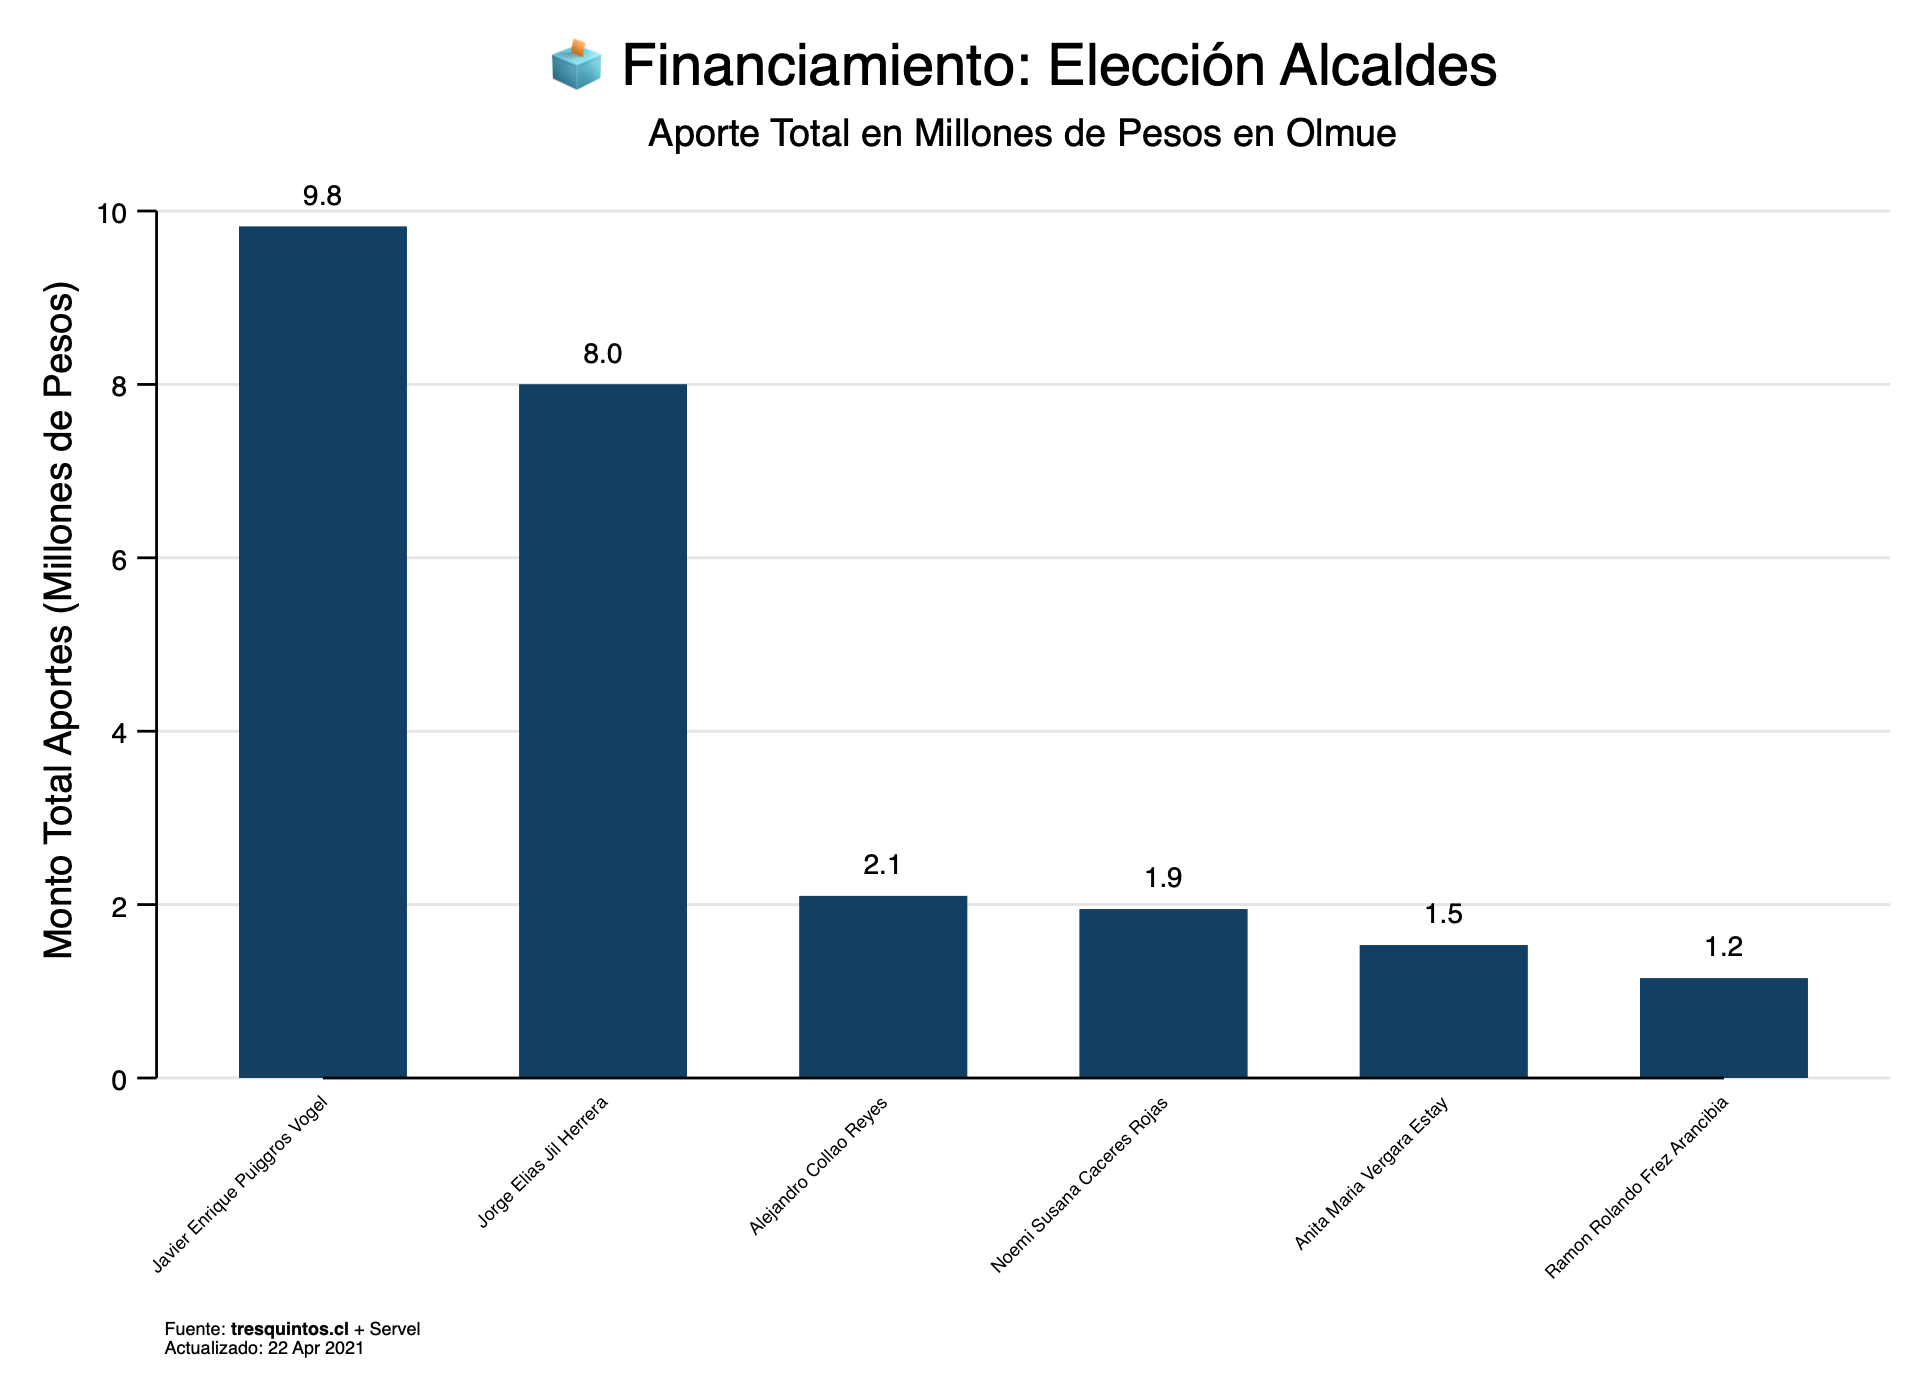 Financiamiento: Elección Alcaldes
Aporte Total en Millones de Pesos en Olmue
Monto Total Aportes (Millones de Pesos)
10
8
6
4
2
0
9.8
8.0
2.1
1.9
1.5
1.2
Javier Enrique Puiggros Vogel
Jorge Elias Jil Herrera
Alejandro Collao Reyes
Noemi Susana Caceres Rojas
Anita Maria Vergara Estay
Ramon Rolando Frez Arancibia
Fuente: tresquintos.cl + Servel
Actualizado: 22 Apr 2021